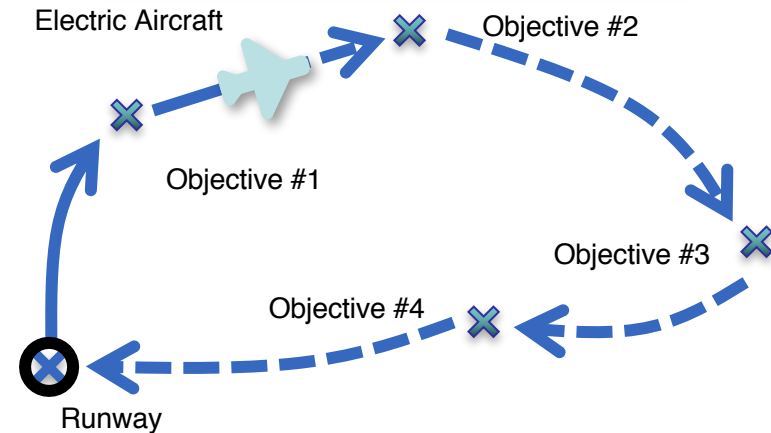 Electric Aircraft
Objective #2
Objective #1
Objective #3
Objective #4
Runway